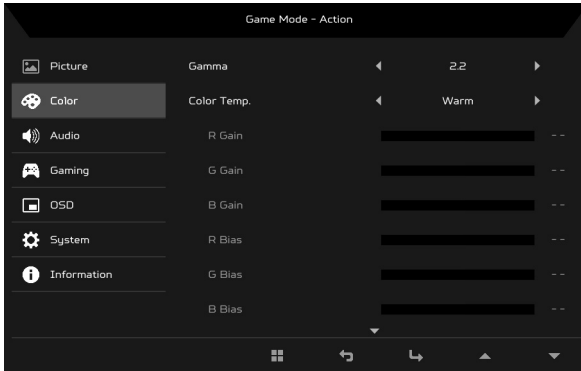 Game Mode - Action
Picture
Gamma 2.2
Color
Color Temp. Warm
Audio
R Gain --
Gaming
G Gain --
OSD
B Gain --
System
R Bias --
Information
G Bias --
B Bias --